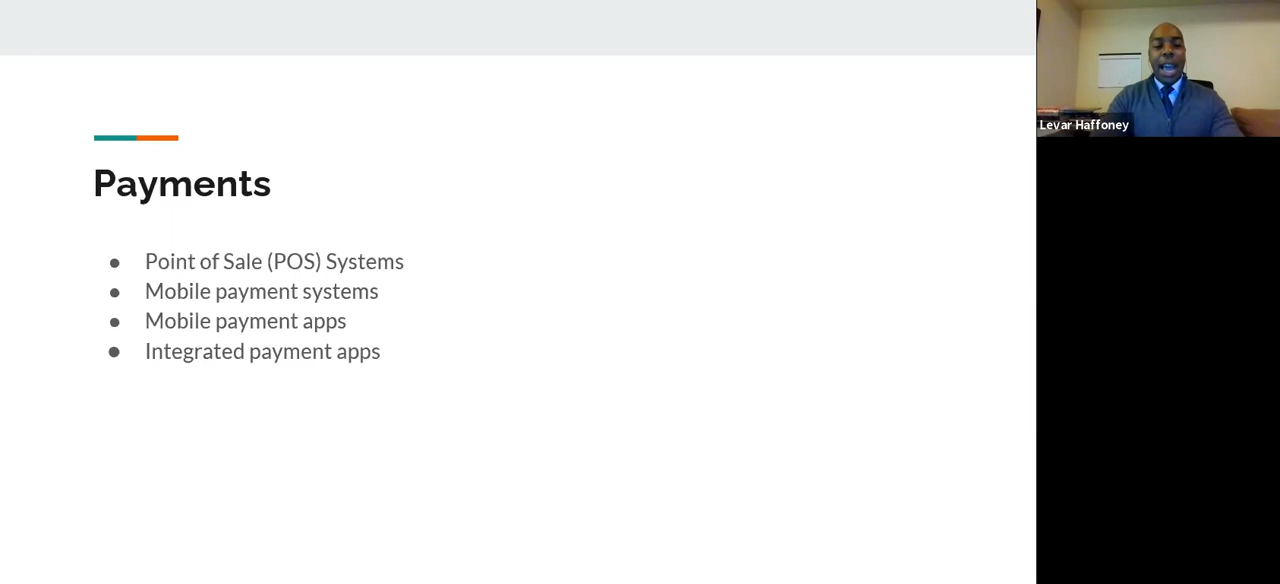 Payments
● Point of Sale (POS) Systems
● Mobile payment systems
● Mobile payment apps
● Integrated payment apps
Levar Haffoney